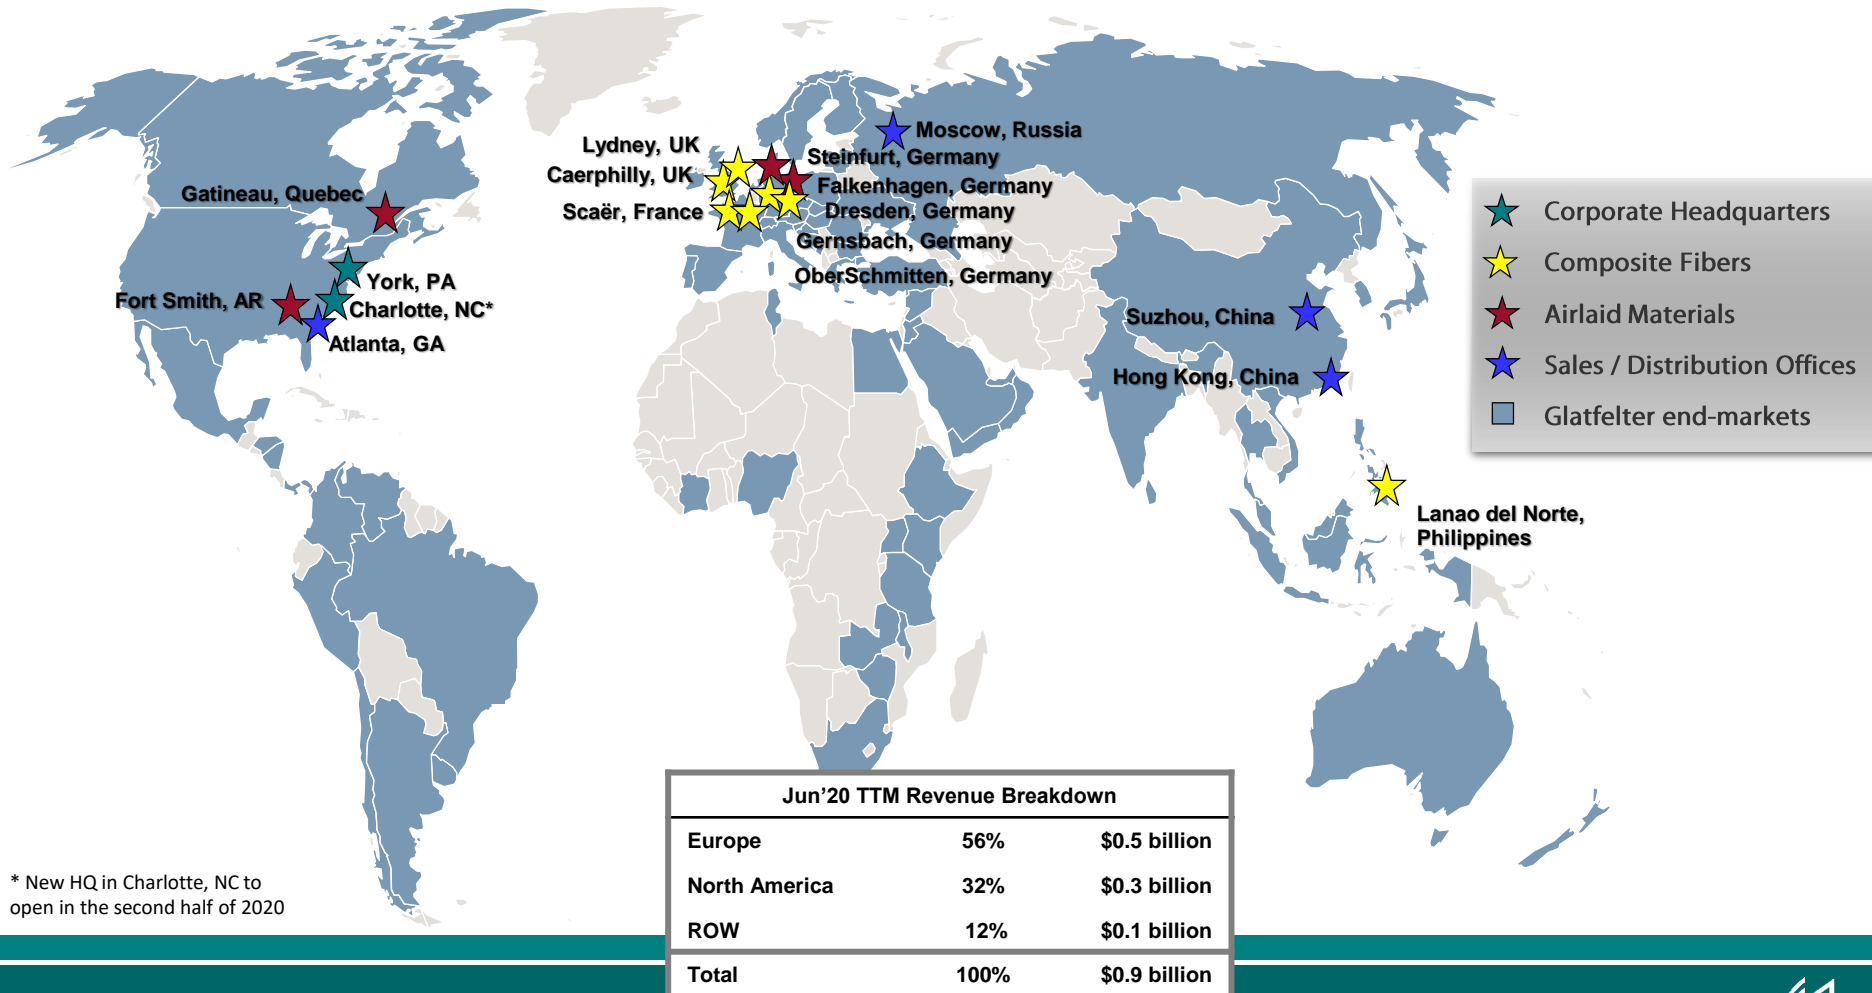 Moscow, Russia
Lydney, UK
Steinfurt, Germany
Caerphilly, UK
Falkenhagen, Germany
Gatineau, Quebec
Scaër, France
Dresden, Germany
Gernsbach, Germany
OberSchmitten, Germany
York, PA
Fort Smith, AR
Charlotte, NC*
Atlanta, GA
Suzhou, China
Hong Kong, China
Lanao del Norte,
Philippines
Corporate Headquarters
Composite Fibers
Airlaid Materials
Sales / Distribution Offices
Glatfelter end-markets
Jun’20 TTM Revenue Breakdown
Europe 56% $0.5 billion
North America 32% $0.3 billion
ROW 12% $0.1 billion
Total 100% $0.9 billion
* New HQ in Charlotte, NC to
open in the second half of 2020